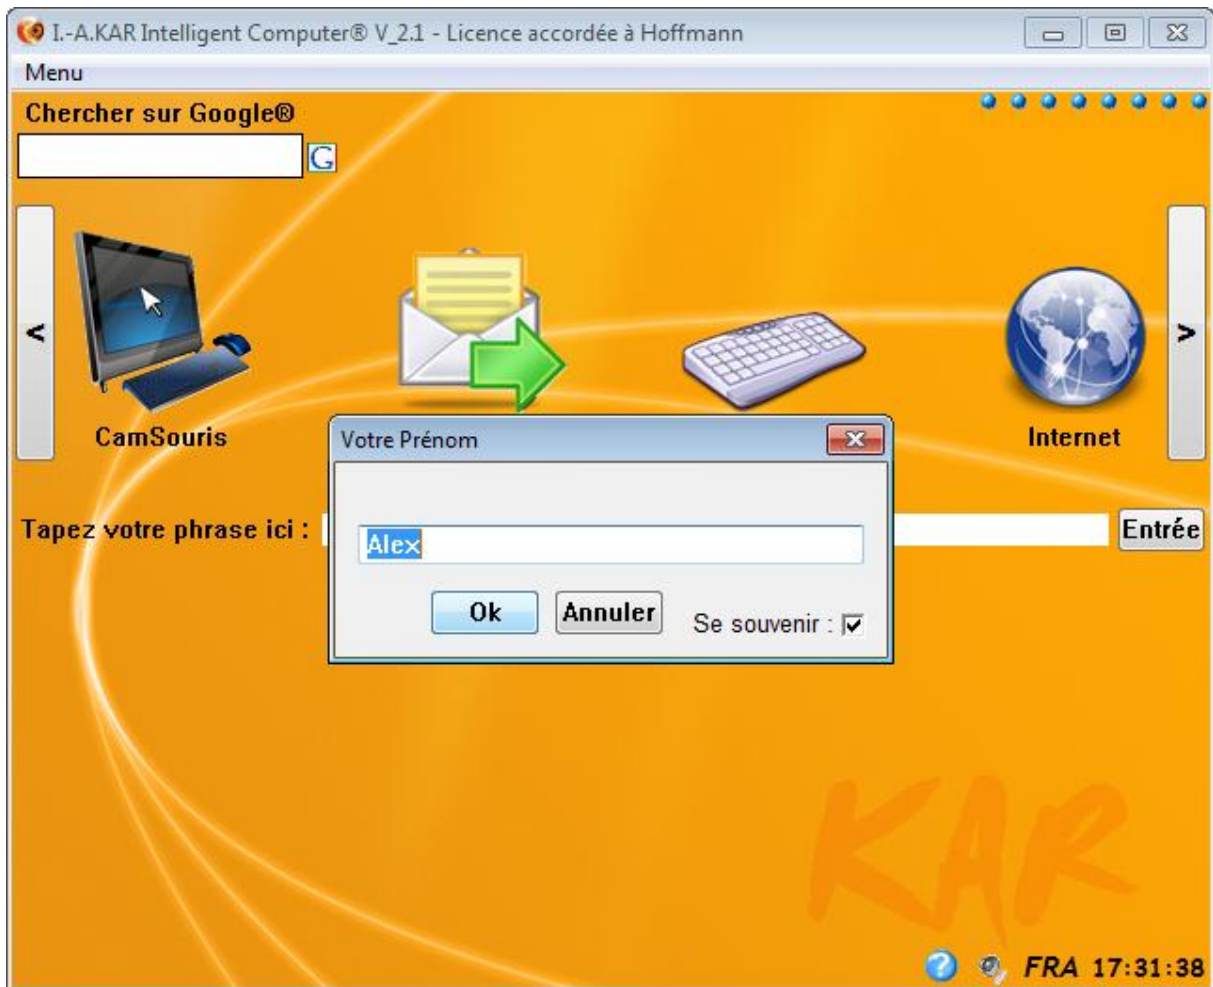 I.-A.KAR Intelligent Computer® V_2.1 - Licence accordée à Hoffmann
Menu
Chercher sur Google®
G
<
>
CamSouris
Internet
Votre Prénom
Tapez votre phrase ici :
Entrée
Alex
Ok
Annuler
Se souvenir :
KAR
?
FRA 17:31:38